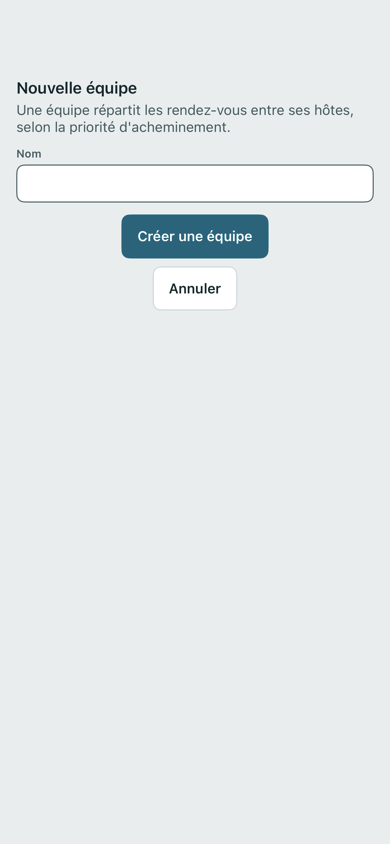 Nouvelle équipe
Une équipe répartit les rendez-vous entre ses hôtes,
selon la priorité d'acheminement.
Nom
Créer une équipe
Annuler